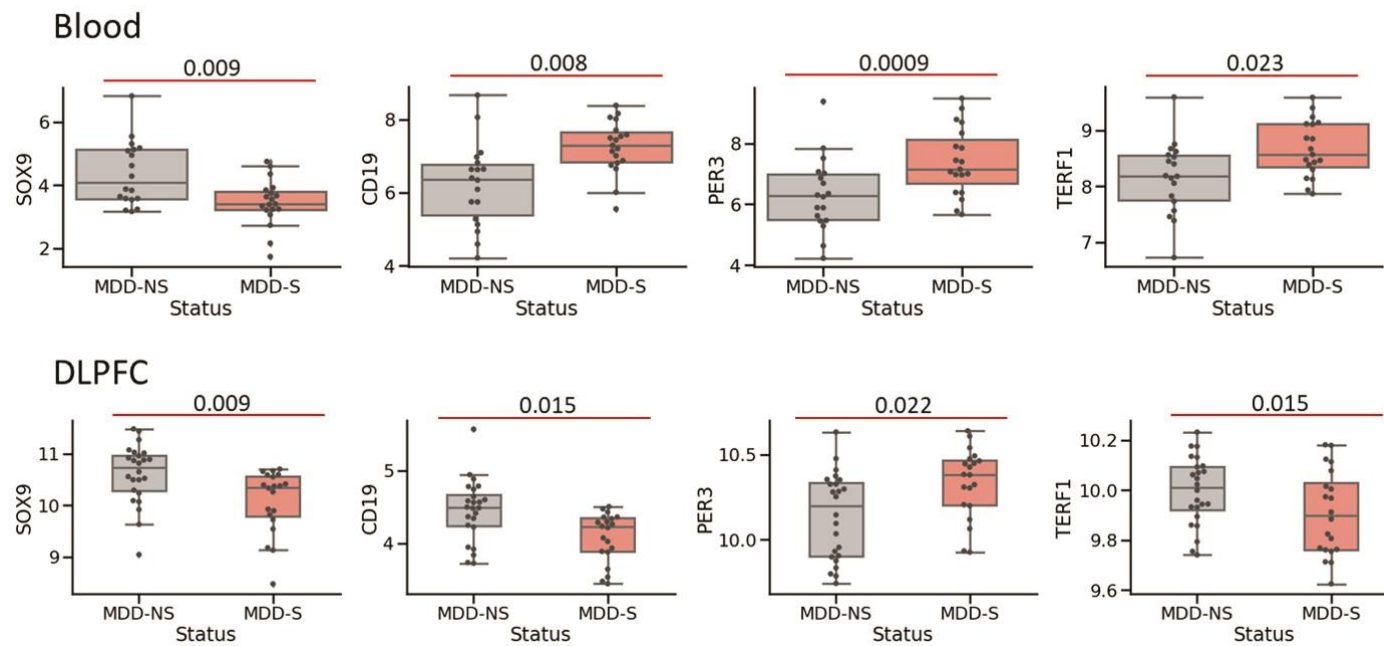 Blood
0.009
SOX9
6
4
2
MDD-NS MDD-S
Status
0.008
CD19
8
6
4
MDD-NS MDD-S
Status
0.0009
PER3
8
6
4
MDD-NS MDD-S
Status
0.023
TERF1
9
8
7
MDD-NS MDD-S
Status
DLPFC
0.009
SOX9
11
10
9
MDD-NS MDD-S
Status
0.015
CD19
5
4
MDD-NS MDD-S
Status
0.022
PER3
10.5
10.0
MDD-NS MDD-S
Status
0.015
TERF1
10.2
10.0
9.8
9.6
MDD-NS MDD-S
Status